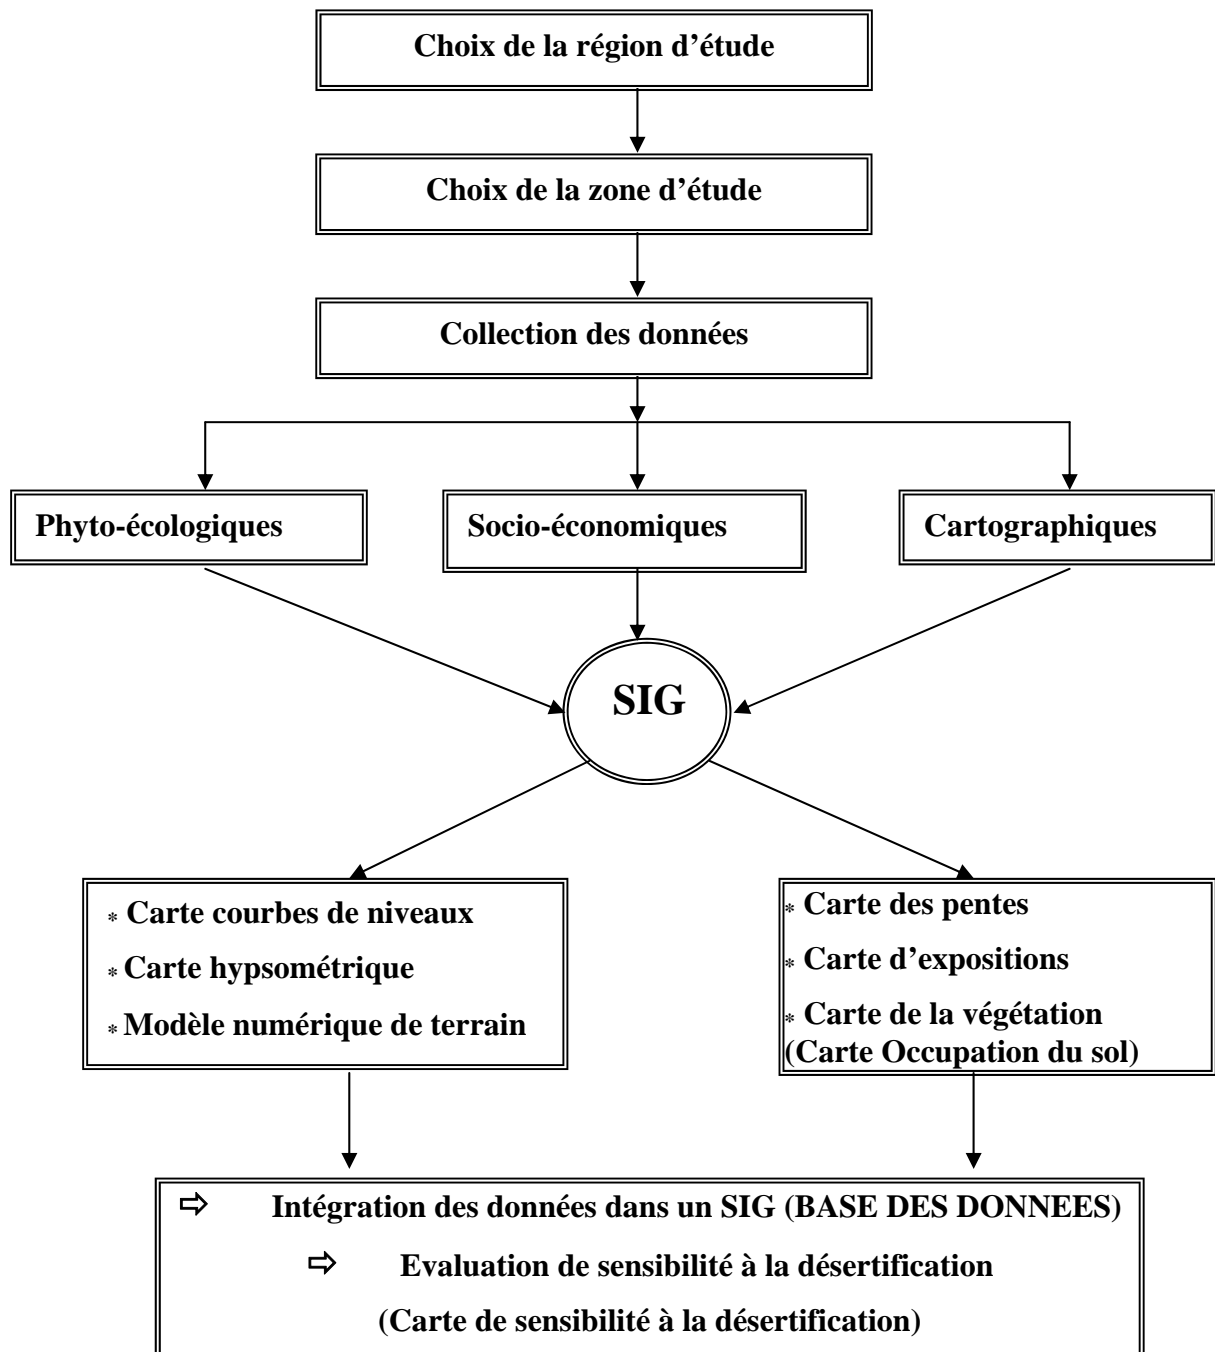 Choix de la région d’étude
Choix de la zone d’étude
Collection des données
Phyto-écologiques
Socio-économiques
Cartographiques
SIG
* Carte courbes de niveaux
* Carte hypsométrique
* Modèle numérique de terrain
* Carte des pentes
* Carte d’expositions
* Carte de la végétation
(Carte Occupation du sol)
⇨ Intégration des données dans un SIG (BASE DES DONNEES)
⇨ Evaluation de sensibilité à la désertification
(Carte de sensibilité à la désertification)